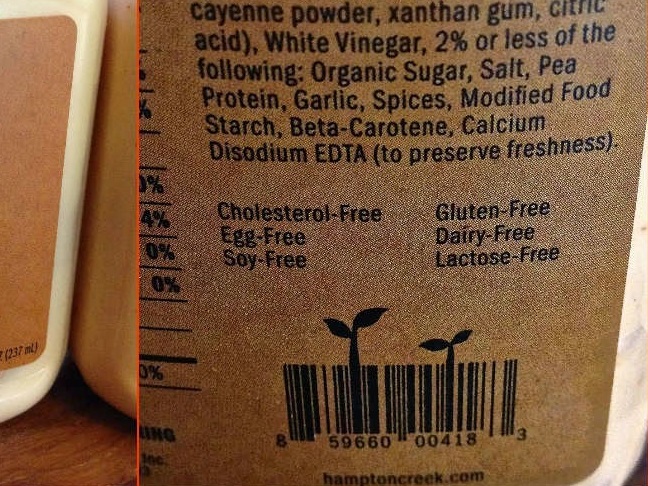 (237 mL)
%
%
0%
4%
0%
0%
0%
ING
Inc.
cayenne powder, xanthan gum, citric
acid), White Vinegar, 2% or less of the
following: Organic Sugar, Salt, Pea
Protein, Garlic, Spices, Modified Food
Starch, Beta-Carotene, Calcium
Disodium EDTA (to preserve freshness).
Cholesterol-Free Gluten-Free
Egg-Free Dairy-Free
Soy-Free Lactose-Free
8 59660 00418 3
hamptoncreek.com